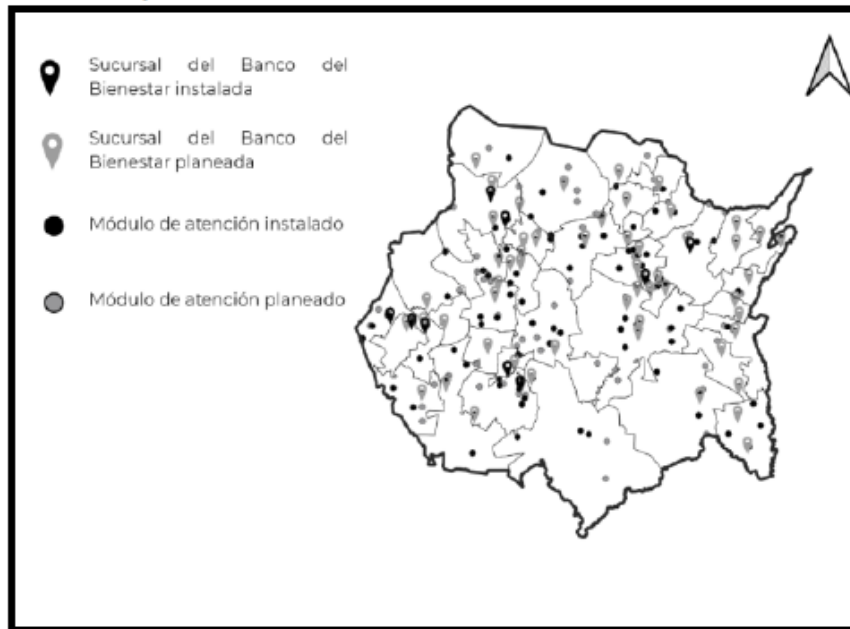 Sucursal del Banco del
Bienestar instalada
Sucursal del Banco del
Bienestar planeada
Módulo de atención instalado
Módulo de atención planeado